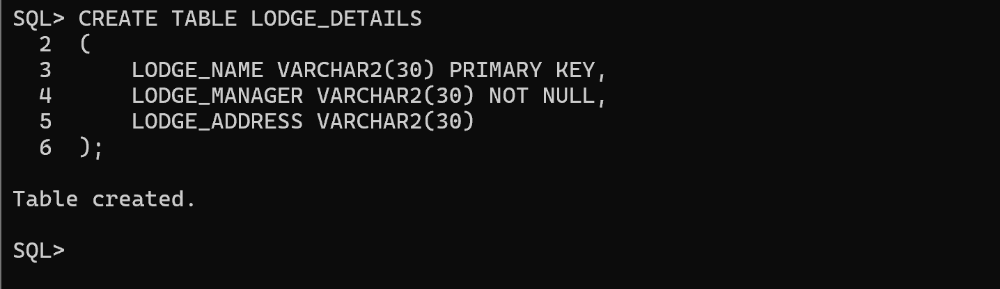 SQL> CREATE TABLE LODGE_DETAILS
  2  (
  3      LODGE_NAME VARCHAR2(30) PRIMARY KEY,
  4      LODGE_MANAGER VARCHAR2(30) NOT NULL,
  5      LODGE_ADDRESS VARCHAR2(30)
  6  );
Table created.
SQL>